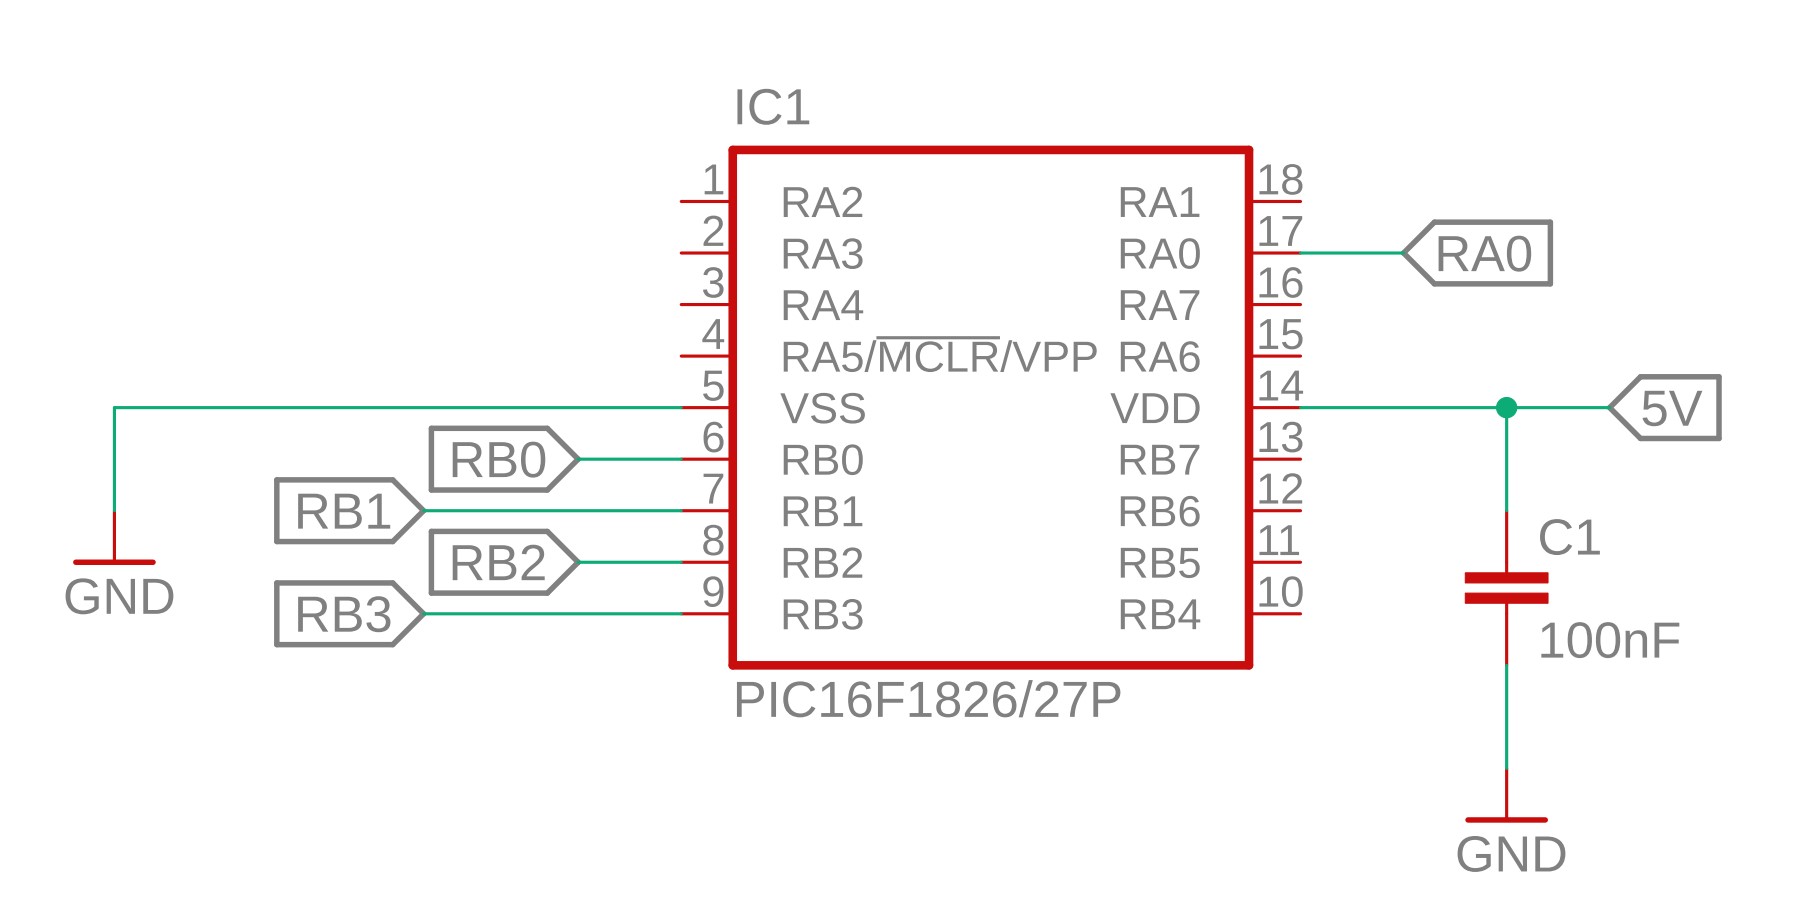 IC1
1 RA2 RA1 18
2 RA3 RA0 17 RA0
3 RA4 RA7 16
4 RA5/MCLR/VPP RA6 15
5 VSS VDD 14 5V
RB0 6 RB0 RB7 13
RB1 7 RB1 RB6 12
RB2 8 RB2 RB5 11
RB3 9 RB3 RB4 10
C1
100nF
GND
PIC16F1826/27P
GND